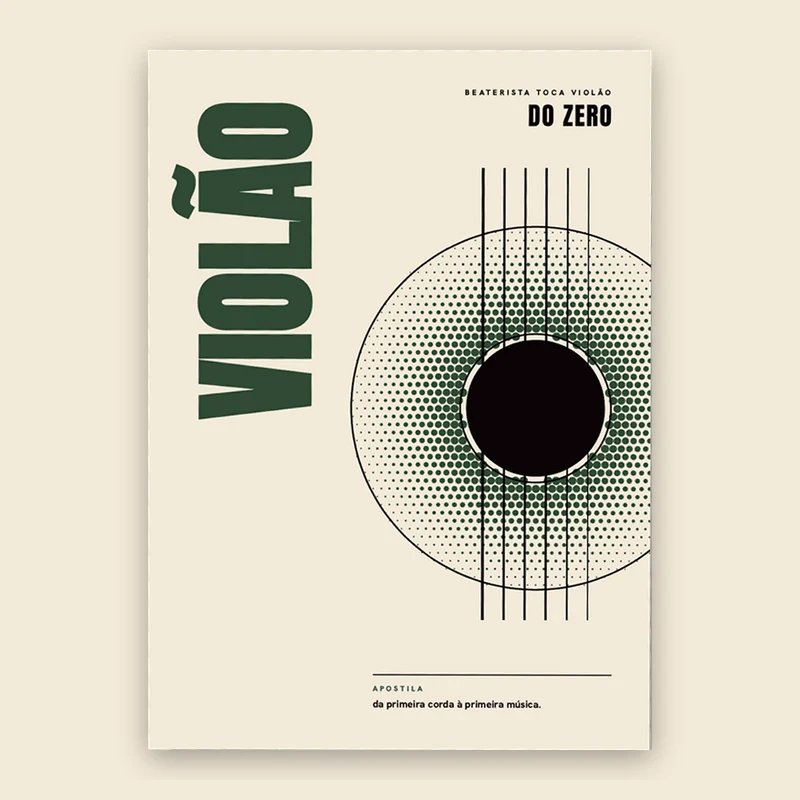 VIOLÃO
BEATERISTA TOCA VIOLÃO
DO ZERO
APOSTILA
da primeira corda à primeira música.